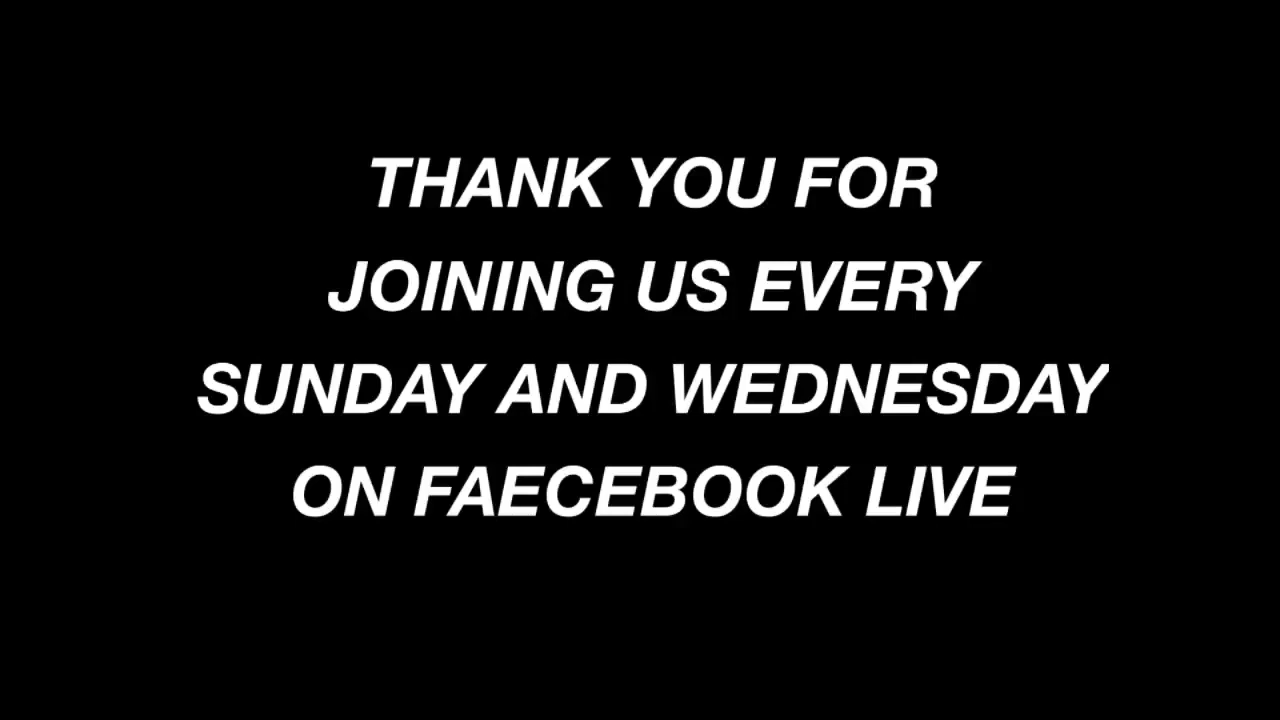 THANK YOU FOR
JOINING US EVERY
SUNDAY AND WEDNESDAY
ON FAECEBOOK LIVE